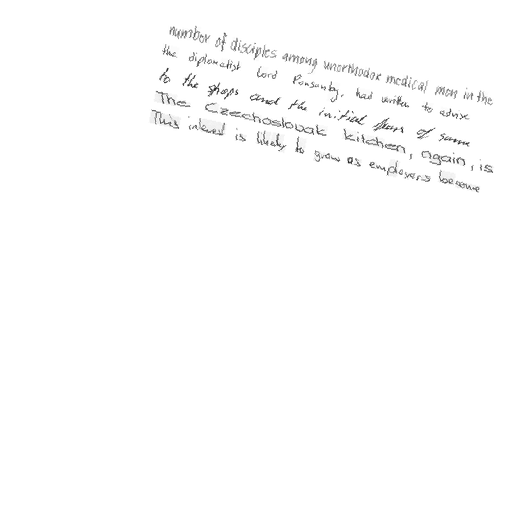 number of disciples among unorthodox medical men in the
the diplomatist Lord Ponsonby, had written to advise
to the shops and the initial fears of some
The Czechoslovak kitchen, again, is
This interest is likely to grow as employers become